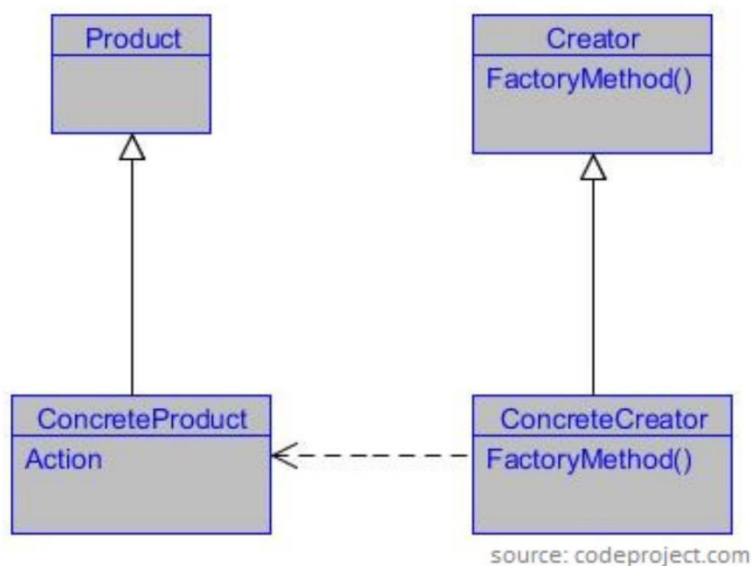 Product
Creator
FactoryMethod()
ConcreteProduct
Action
ConcreteCreator
FactoryMethod()
source: codeproject.com